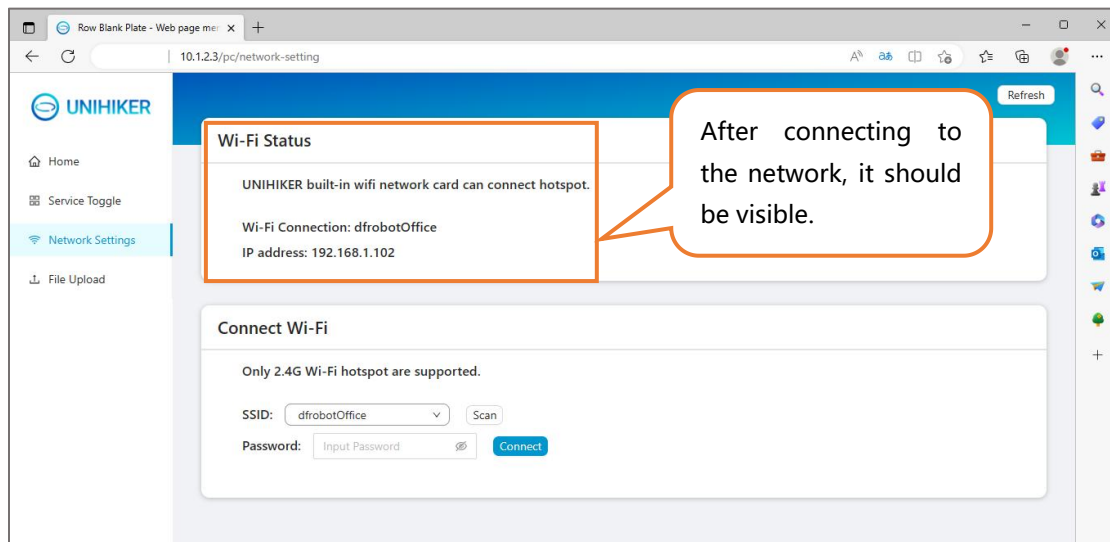 Row Blank Plate - Web page mer
10.1.2.3/pc/network-setting
UNIHIKER
Refresh
Home
Service Toggle
Network Settings
File Upload
Wi-Fi Status
UNIHIKER built-in wifi network card can connect hotspot.
Wi-Fi Connection: dfrobotOffice
IP address: 192.168.1.102
After connecting to
the network, it should
be visible.
Connect Wi-Fi
Only 2.4G Wi-Fi hotspot are supported.
SSID: dfrobotOffice Scan
Password: Input Password Connect